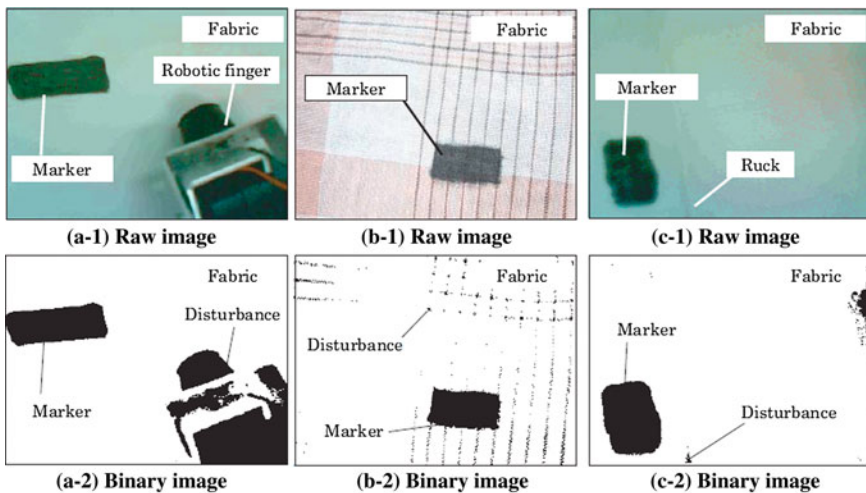 Fabric
Robotic finger
Marker
(a-1) Raw image
Fabric
Marker
(b-1) Raw image
Fabric
Marker
Ruck
(c-1) Raw image
Fabric
Disturbance
Marker
(a-2) Binary image
Fabric
Disturbance
Marker
(b-2) Binary image
Fabric
Marker
Disturbance
(c-2) Binary image